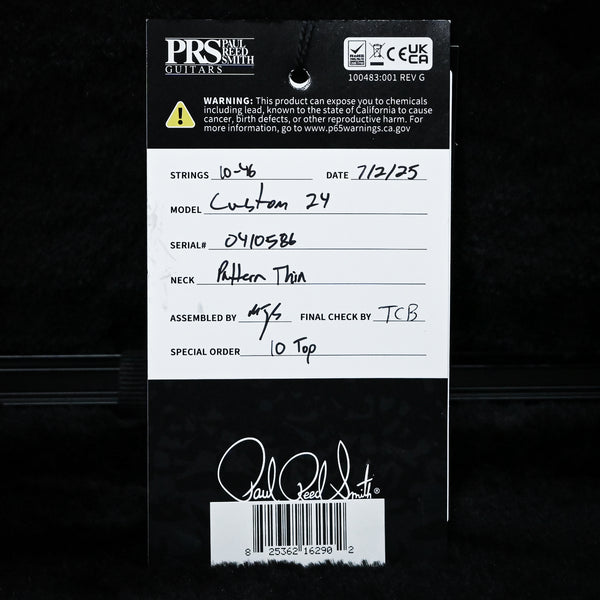 PRS PAUL REED SMITH
GUITARS
CE UK CA
100483:001 REV G
WARNING: This product can expose you to chemicals
including lead, known to the state of California to cause
cancer, birth defects, or other reproductive harm. For
more information, go to www.p65warnings.ca.gov
STRINGS 10-46 DATE 7/2/25
MODEL Custom 24
SERIAL# 0410586
NECK Pattern Thin
ASSEMBLED BY FINAL CHECK BY TCB
SPECIAL ORDER 10 Top
Paul Reed Smith®
8 25362 16290 2